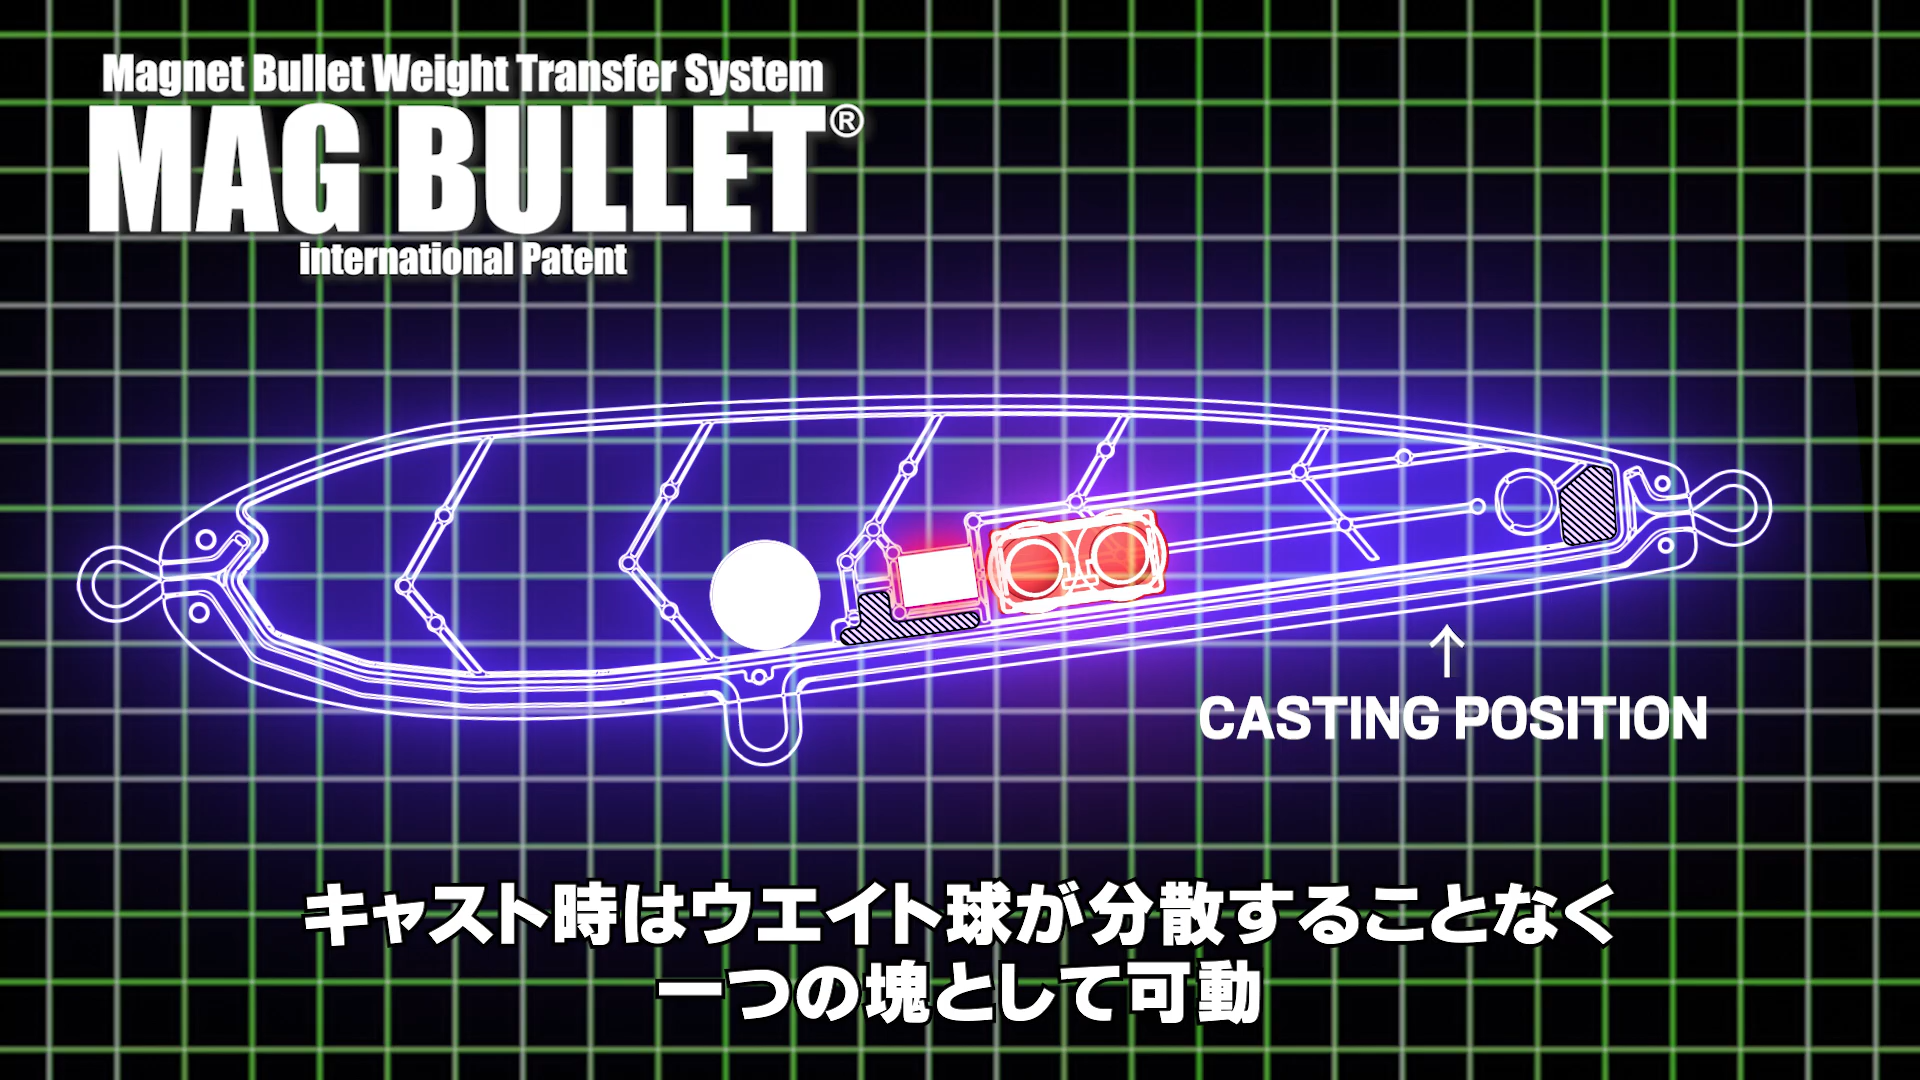 Magnet Bullet Weight Transfer System
MAG BULLET®
international Patent
↑
CASTING POSITION
キャスト時はウエイト球が分散することなく
一つの塊として可動